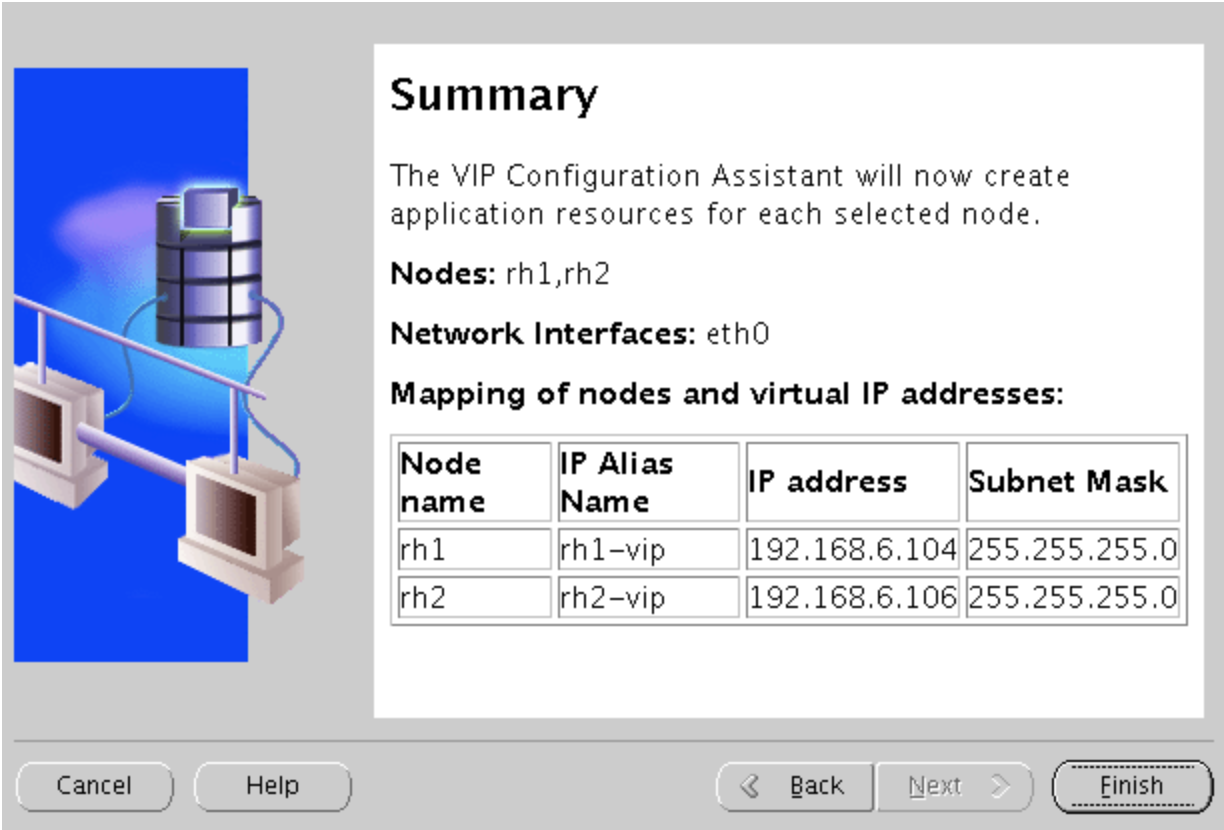 Summary
The VIP Configuration Assistant will now create
application resources for each selected node.
Nodes: rh1,rh2
Network Interfaces: eth0
Mapping of nodes and virtual IP addresses:
Node name IP Alias Name IP address Subnet Mask
rh1 rh1-vip 192.168.6.104 255.255.255.0
rh2 rh2-vip 192.168.6.106 255.255.255.0
Cancel Help Back Next Finish